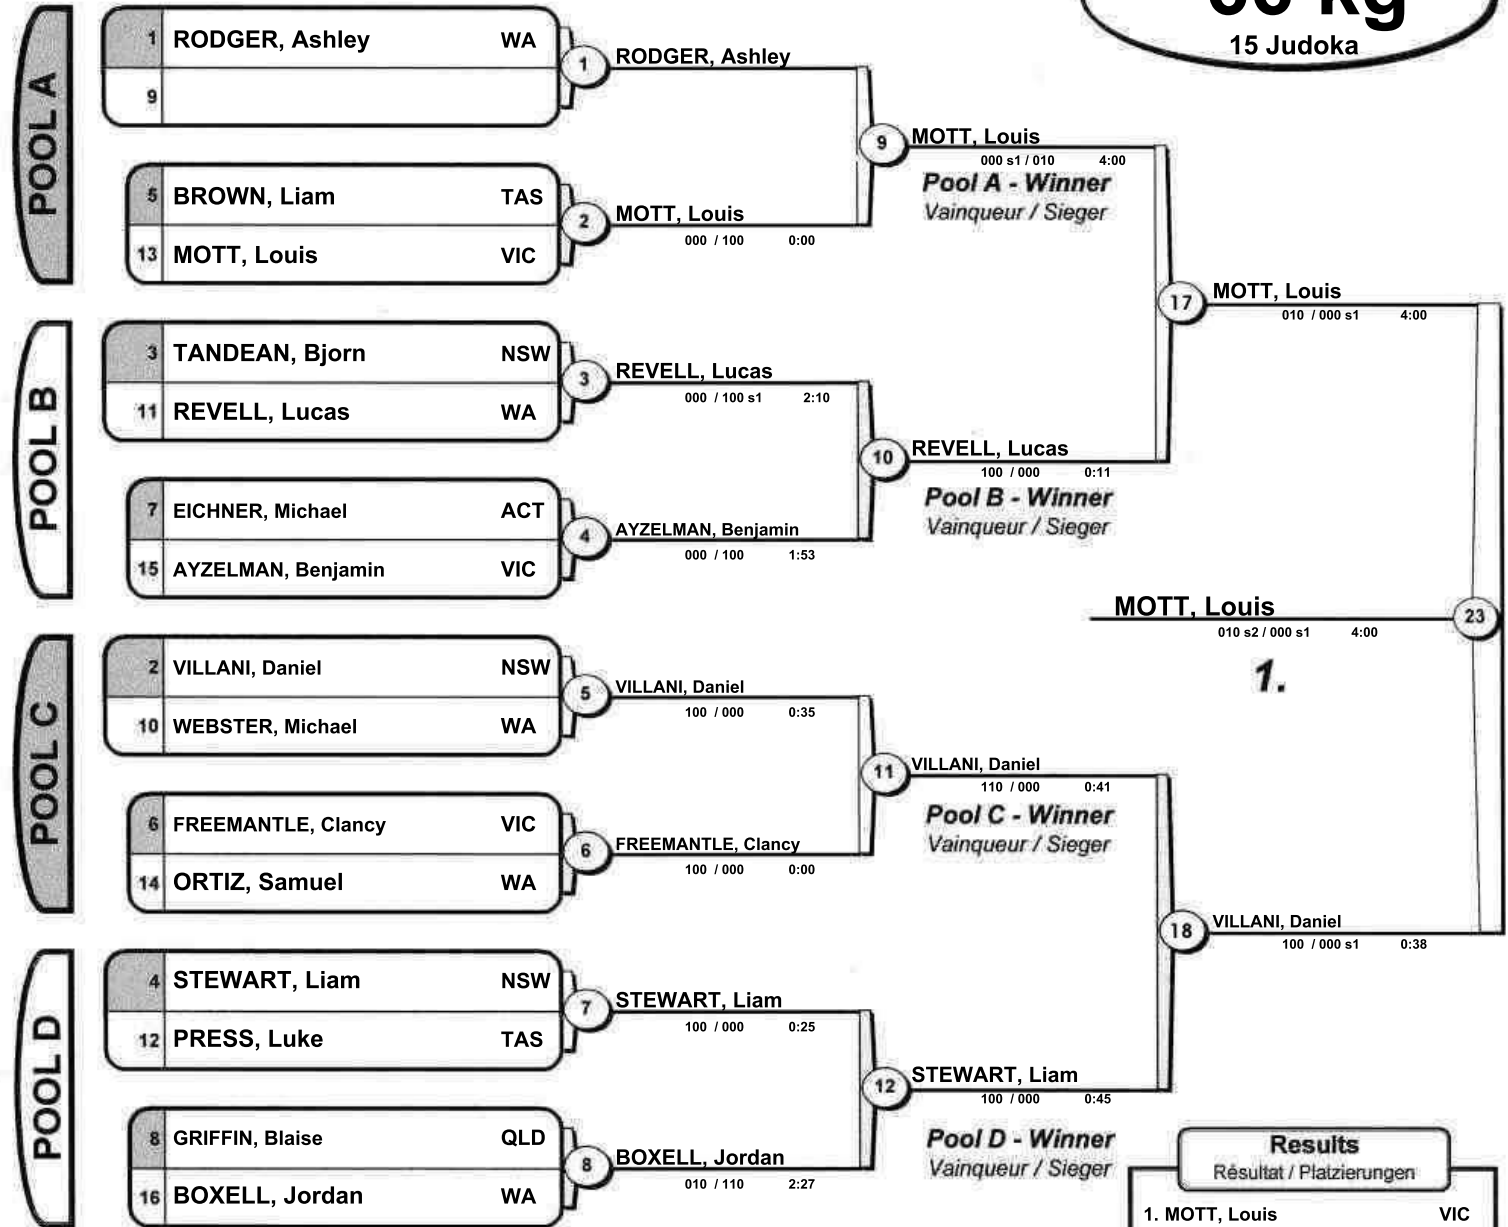 15 Judoka
POOL A
1 RODGER, Ashley WA
9
1
RODGER, Ashley
5 BROWN, Liam TAS
13 MOTT, Louis VIC
2
MOTT, Louis
000 / 100 0:00
9
MOTT, Louis
000 s1 / 010 4:00
Pool A - Winner
Vainqueur / Sieger
POOL B
3 TANDEAN, Bjorn NSW
11 REVELL, Lucas WA
3
REVELL, Lucas
000 / 100 s1 2:10
7 EICHNER, Michael ACT
15 AYZELMAN, Benjamin VIC
4
AYZELMAN, Benjamin
000 / 100 1:53
10
REVELL, Lucas
100 / 000 0:11
Pool B - Winner
Vainqueur / Sieger
17
MOTT, Louis
010 / 000 s1 4:00
MOTT, Louis
010 s2 / 000 s1 4:00
23
1.
POOL C
2 VILLANI, Daniel NSW
10 WEBSTER, Michael WA
5
VILLANI, Daniel
100 / 000 0:35
6 FREEMANTLE, Clancy VIC
14 ORTIZ, Samuel WA
6
FREEMANTLE, Clancy
100 / 000 0:00
11
VILLANI, Daniel
110 / 000 0:41
Pool C - Winner
Vainqueur / Sieger
18
VILLANI, Daniel
100 / 000 s1 0:38
POOL D
4 STEWART, Liam NSW
12 PRESS, Luke TAS
7
STEWART, Liam
100 / 000 0:25
8 GRIFFIN, Blaise QLD
16 BOXELL, Jordan WA
8
BOXELL, Jordan
010 / 110 2:27
12
STEWART, Liam
100 / 000 0:45
Pool D - Winner
Vainqueur / Sieger
Results
Résultat / Platzierungen
1. MOTT, Louis VIC